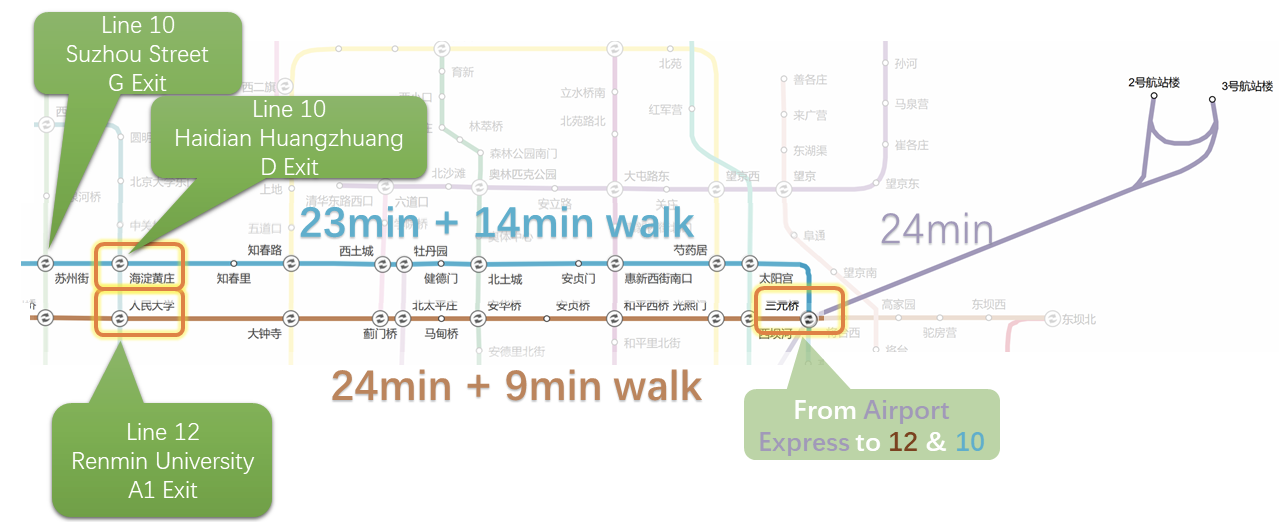 Line 10
Suzhou Street
G Exit
Line 10
Haidian Huangzhuang
D Exit
育新
北苑
善各庄
孙河
2号航站楼
3号航站楼
西二旗
立水桥南
红军营
来广营
马泉营
林萃桥
北苑路北
森林公园南门
东湖渠
崔各庄
上地
清华东路西口
六道口
北沙滩
奥林匹克公园
安立路
大屯路东
关庄
望京西
望京
望京东
五道口
23min + 14min walk
24min
阜通
知春路
西土城
牡丹园
芍药居
苏州街
海淀黄庄
知春里
健德门
北土城
安贞门
惠新西街南口
太阳宫
望京南
人民大学
北太平庄
安华桥
安贞桥
和平西桥
光熙门
三元桥
高家园
东坝西
大钟寺
蓟门桥
马甸桥
西坝河
将台西
驼房营
东坝北
安德里北街
和平里北街
将台
24min + 9min walk
Line 12
Renmin University
A1 Exit
From Airport
Express to 12 & 10